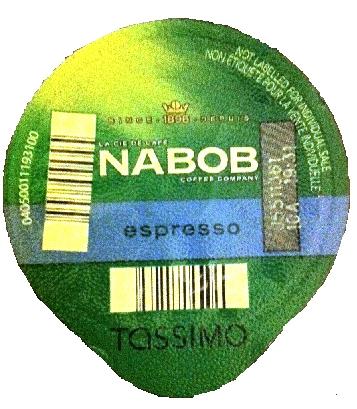 NOT LABELLED FOR INDIVIDUAL SALE
NON ÉTIQUETÉ POUR LA VENTE INDIVIDUELLE
SINCE · 1896 · DEPUIS
LA CIE DE CAFÉ
NABOB
COFFEE COMPANY
04050011193100
espresso
TASSIMO